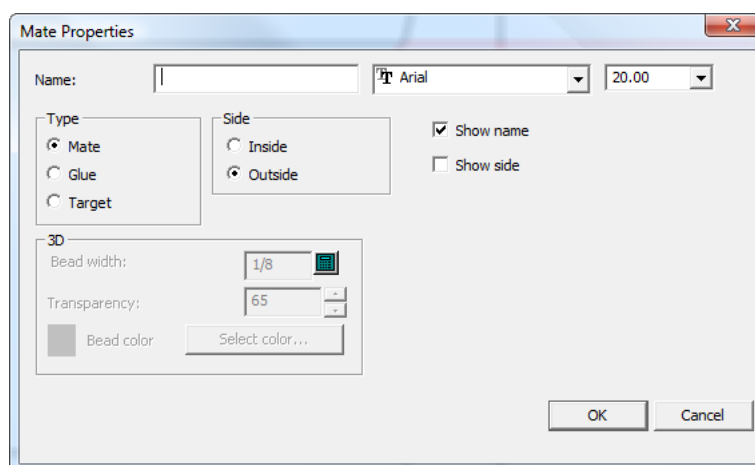 Mate Properties
Name: Arial 20.00
Type Side
Mate Inside Show name
Glue Outside Show side
Target
3D
Bead width: 1/8
Transparency: 65
Bead color Select color...
OK Cancel